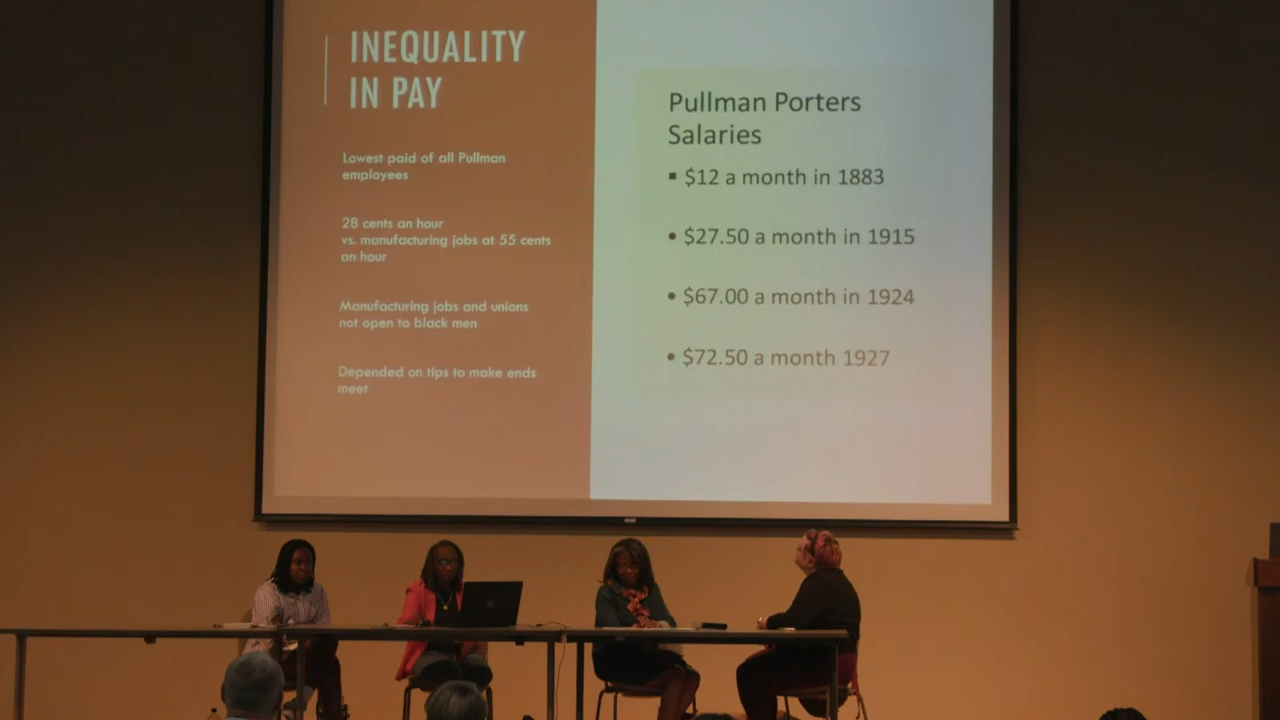 INEQUALITY
IN PAY
Lowest paid of all Pullman
employees
28 cents an hour
vs. manufacturing jobs at 55 cents
an hour
Manufacturing jobs and unions
not open to black men
Depended on tips to make ends
meet
Pullman Porters
Salaries
▪ $12 a month in 1883
• $27.50 a month in 1915
• $67.00 a month in 1924
• $72.50 a month 1927